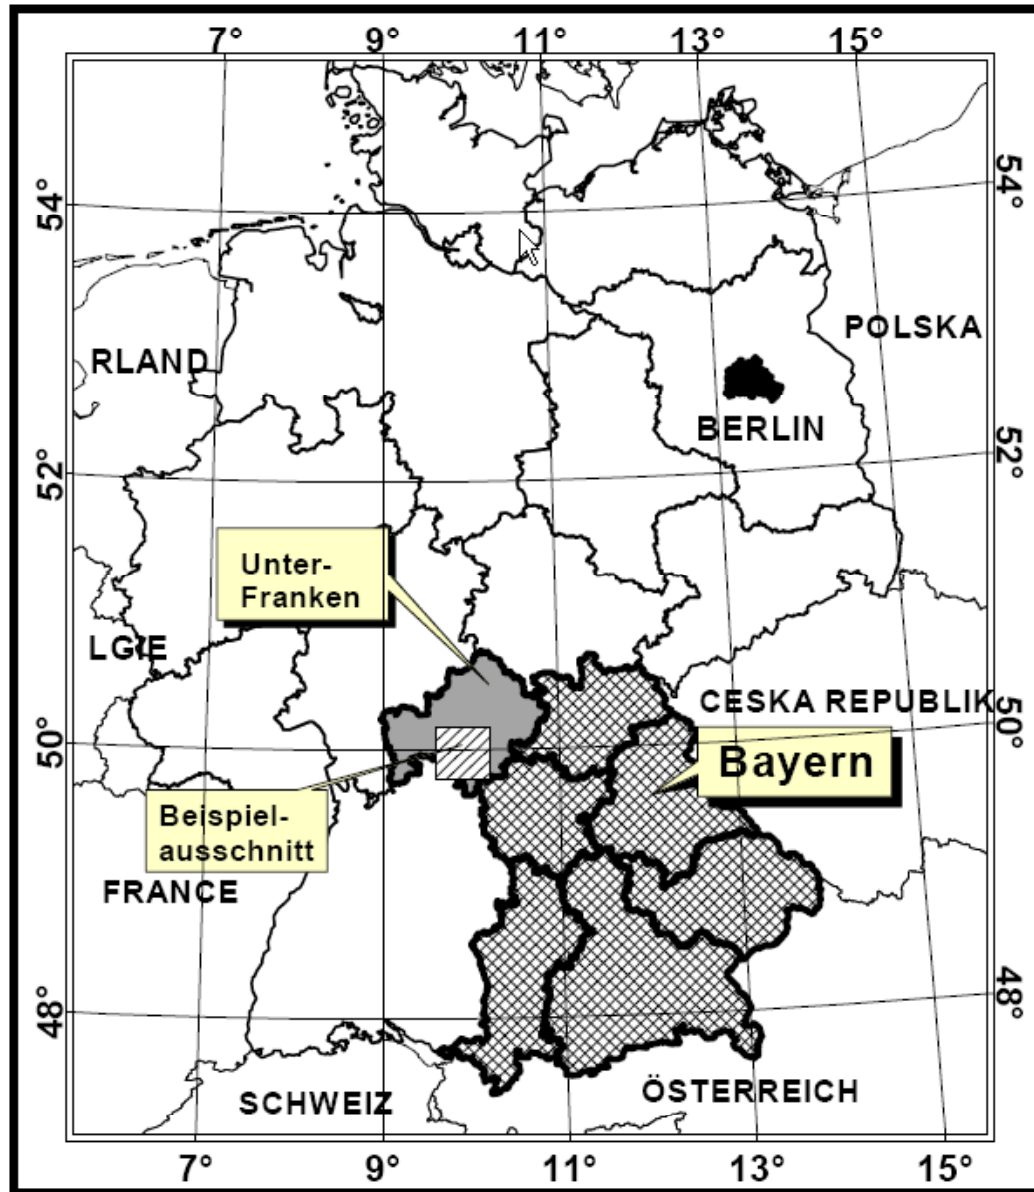 7° 9° 11° 13° 15°
54° 54°
POLSKA
RLAND
BERLIN
52° 52°
Unter-
Franken
LGIE
CESKA REPUBLIK
50° 50°
Bayern
Beispiel-
ausschnitt
FRANCE
48° 48°
ÖSTERREICH
SCHWEIZ
7° 9° 11° 13° 15°